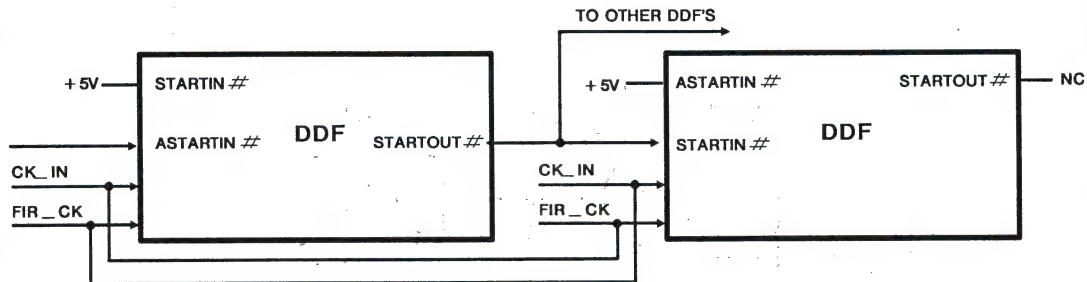 TO OTHER DDF'S
+5V
STARTIN#
ASTARTIN#
DDF
STARTOUT#
CK_IN
FIR_CK
+5V
ASTARTIN#
STARTOUT#
NC
DDF
STARTIN#
CK_IN
FIR_CK